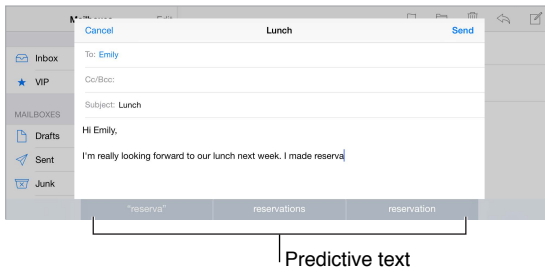 Mailboxes Edit
Cancel Lunch Send
To: Emily
Inbox
Cc/Bcc:
VIP
Subject: Lunch
MAILBOXES
Hi Emily,
Drafts
I'm really looking forward to our lunch next week. I made reserva
Sent
Junk
"reserva" reservations reservation
Predictive text